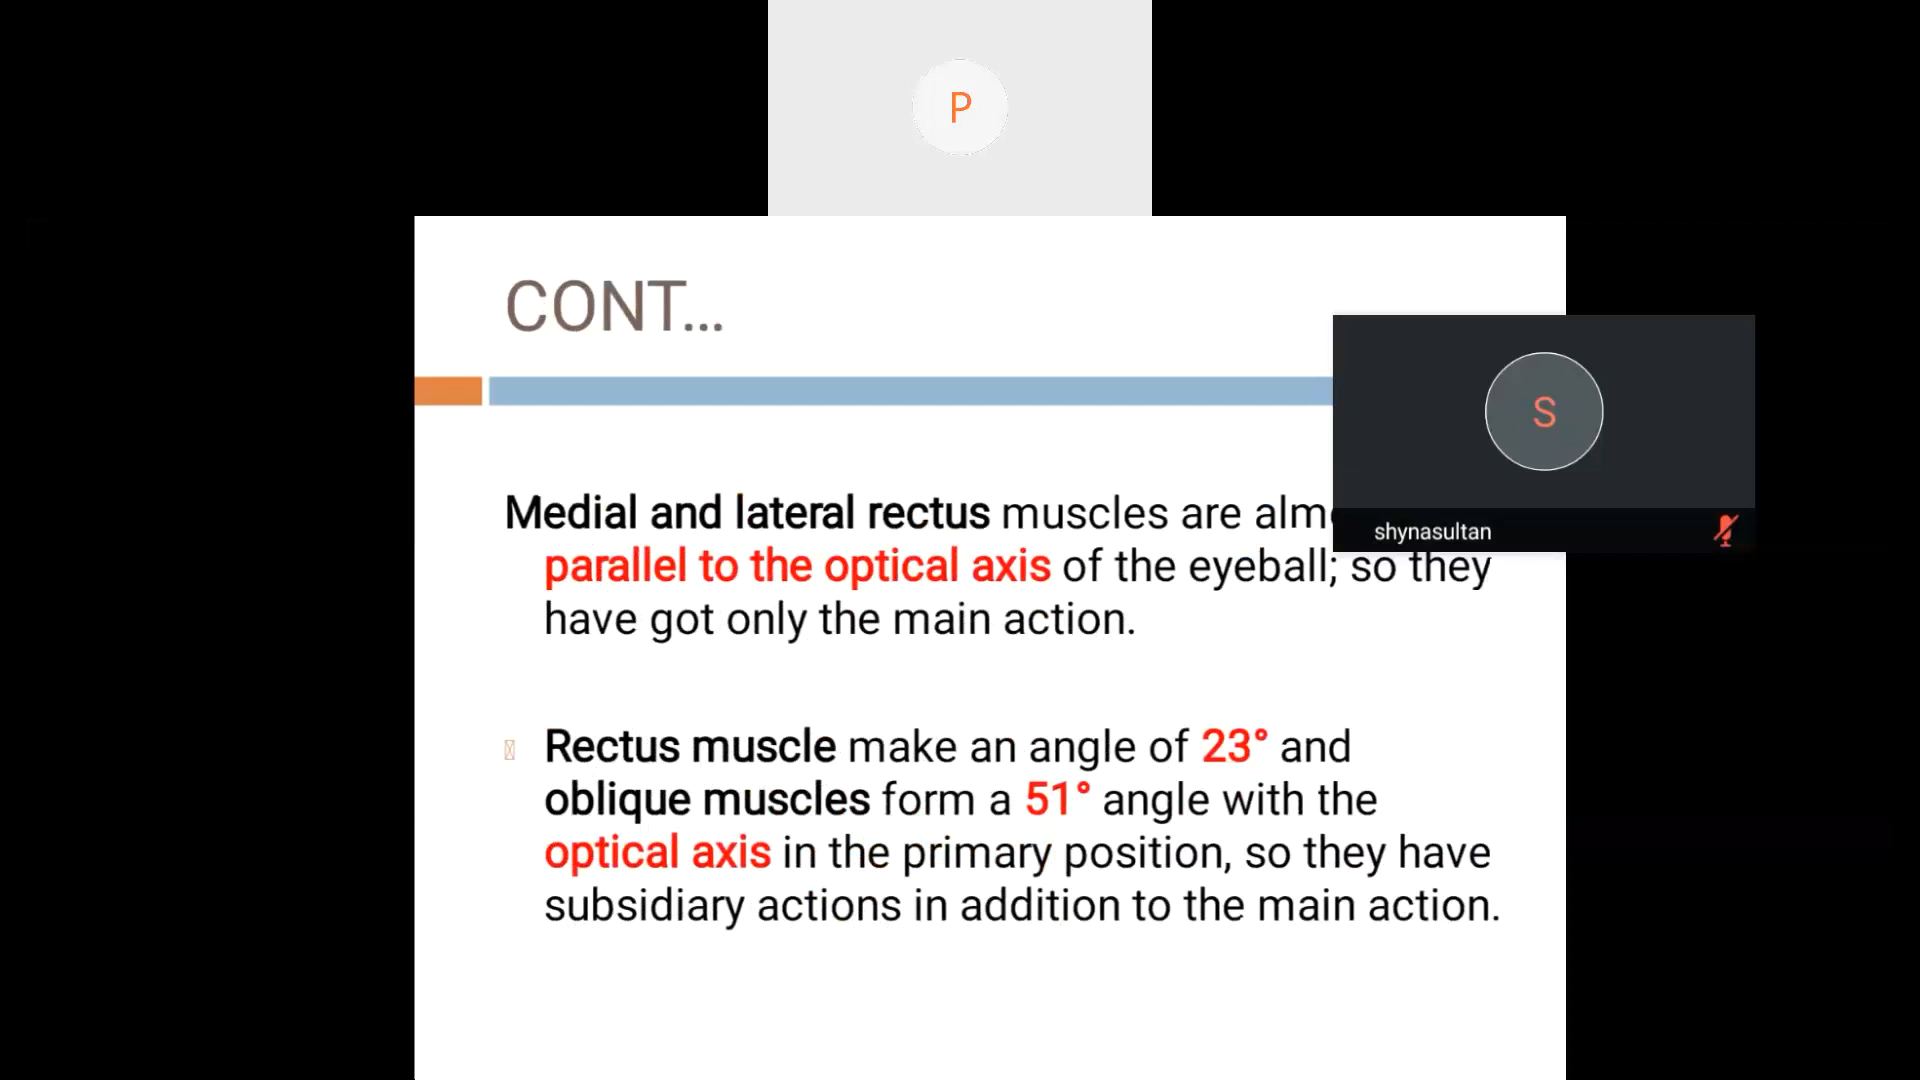 P
CONT...
S
shynasultan
Medial and lateral rectus muscles are
parallel to the optical axis of the eyeball; so they
have got only the main action.
Rectus muscle make an angle of 23° and
oblique muscles form a 51° angle with the
optical axis in the primary position, so they have
subsidiary actions in addition to the main action.